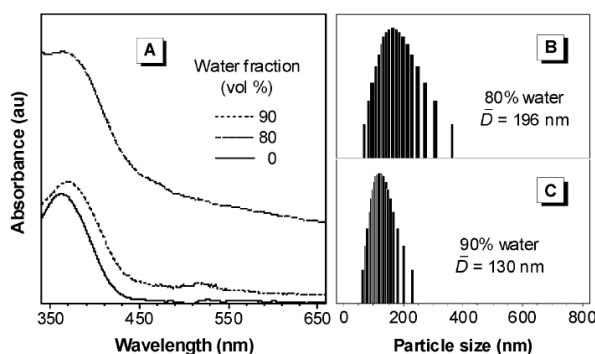 A
Water fraction
(vol %)
90
80
0
Absorbance (au)
350 450 550 650
Wavelength (nm)
B
80% water
D̅ = 196 nm
C
90% water
D̅ = 130 nm
0 200 400 600 800
Particle size (nm)